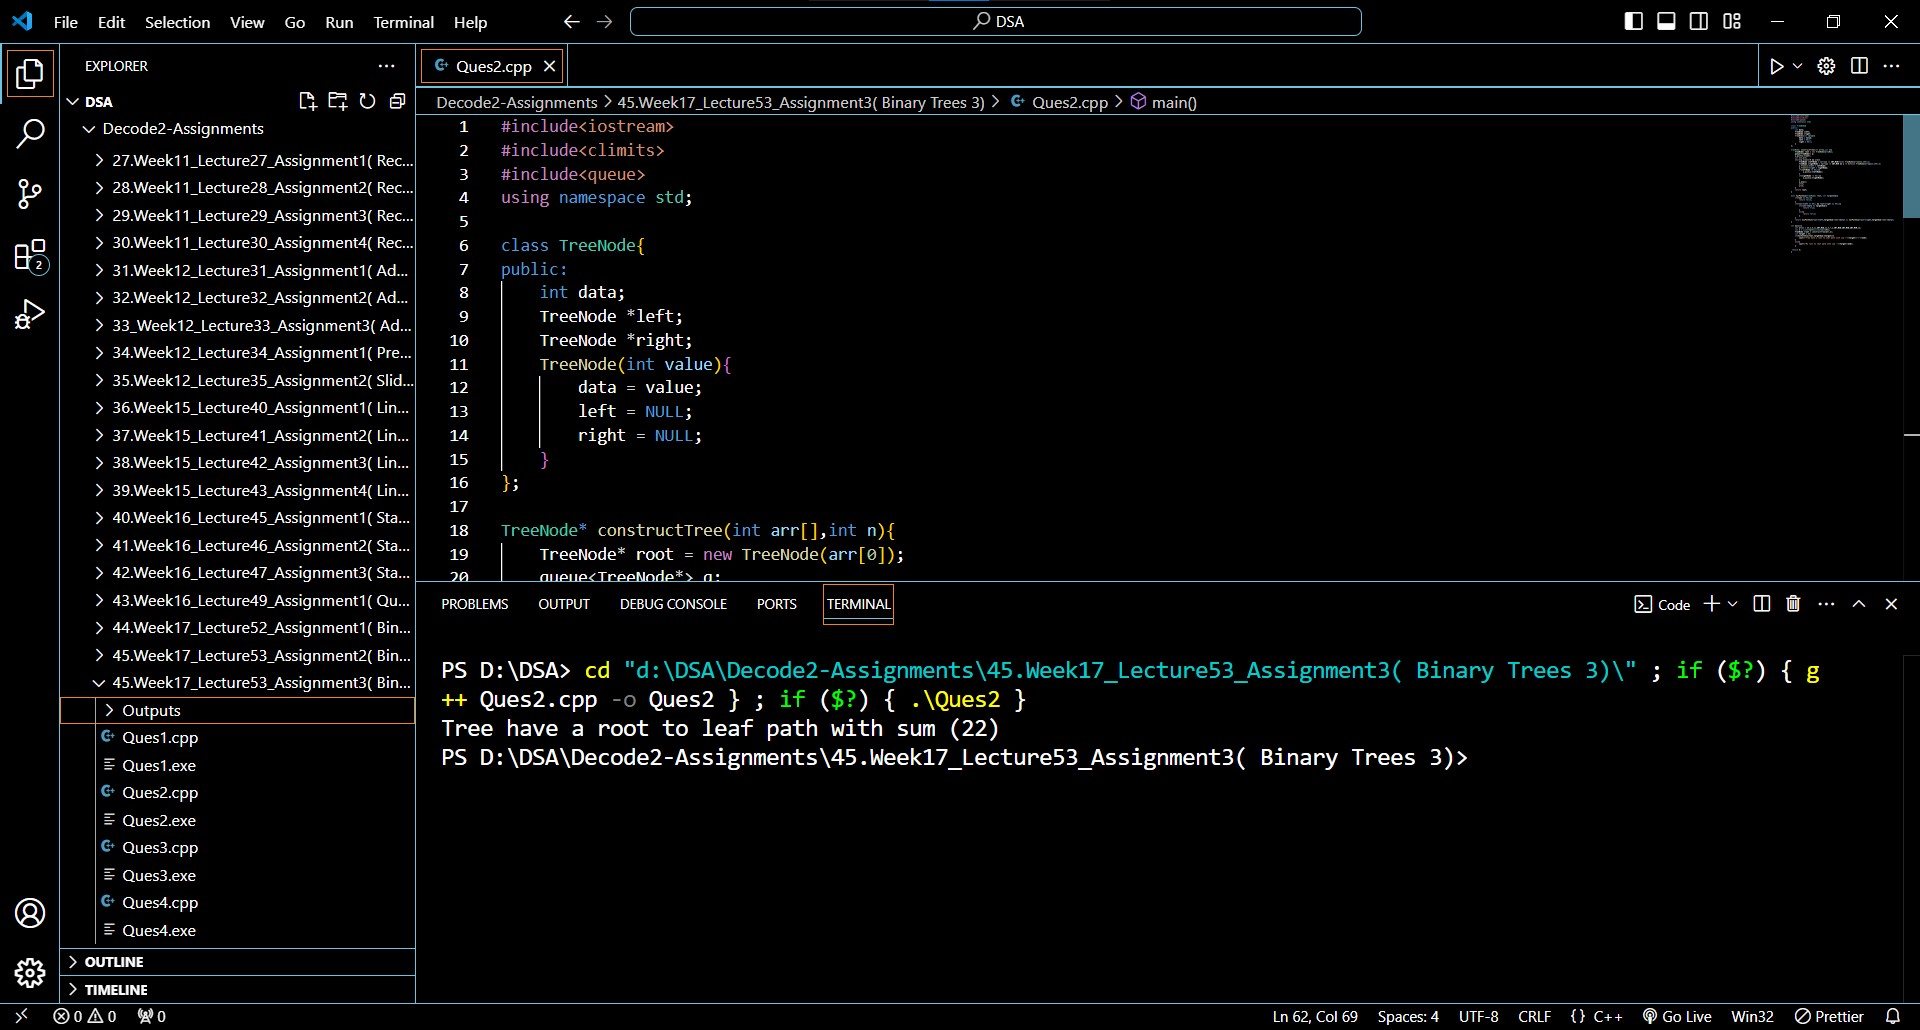 File Edit Selection View Go Run Terminal Help
DSA
EXPLORER
DSA
Decode2-Assignments
27.Week11_Lecture27_Assignment1( Rec...
28.Week11_Lecture28_Assignment2( Rec...
29.Week11_Lecture29_Assignment3( Rec...
30.Week11_Lecture30_Assignment4( Rec...
31.Week12_Lecture31_Assignment1( Ad...
32.Week12_Lecture32_Assignment2( Ad...
33_Week12_Lecture33_Assignment3( Ad...
34.Week12_Lecture34_Assignment1( Pre...
35.Week12_Lecture35_Assignment2( Slid...
36.Week15_Lecture40_Assignment1( Lin...
37.Week15_Lecture41_Assignment2( Lin...
38.Week15_Lecture42_Assignment3( Lin...
39.Week15_Lecture43_Assignment4( Lin...
40.Week16_Lecture45_Assignment1( Sta...
41.Week16_Lecture46_Assignment2( Sta...
42.Week16_Lecture47_Assignment3( Sta...
43.Week16_Lecture49_Assignment1( Qu...
44.Week17_Lecture52_Assignment1( Bin...
45.Week17_Lecture53_Assignment2( Bin...
45.Week17_Lecture53_Assignment3( Bin...
Outputs
Ques1.cpp
Ques1.exe
Ques2.cpp
Ques2.exe
Ques3.cpp
Ques3.exe
Ques4.cpp
Ques4.exe
OUTLINE
TIMELINE
2
Ques2.cpp
Decode2-Assignments > 45.Week17_Lecture53_Assignment3( Binary Trees 3) > Ques2.cpp > main()
1 #include<iostream>
2 #include<climits>
3 #include<queue>
4 using namespace std;
5
6 class TreeNode{
7 public:
8 int data;
9 TreeNode *left;
10 TreeNode *right;
11 TreeNode(int value){
12 data = value;
13 left = NULL;
14 right = NULL;
15 }
16 };
17
18 TreeNode* constructTree(int arr[],int n){
19 TreeNode* root = new TreeNode(arr[0]);
20 queue<TreeNode*> q;
PROBLEMS OUTPUT DEBUG CONSOLE PORTS TERMINAL
Code
PS D:\DSA> cd "d:\DSA\Decode2-Assignments\45.Week17_Lecture53_Assignment3( Binary Trees 3)\" ; if ($?) { g
++ Ques2.cpp -o Ques2 } ; if ($?) { .\Ques2 }
Tree have a root to leaf path with sum (22)
PS D:\DSA\Decode2-Assignments\45.Week17_Lecture53_Assignment3( Binary Trees 3)>
0 0 0
Ln 62, Col 69 Spaces: 4 UTF-8 CRLF {} C++ Go Live Win32 Prettier